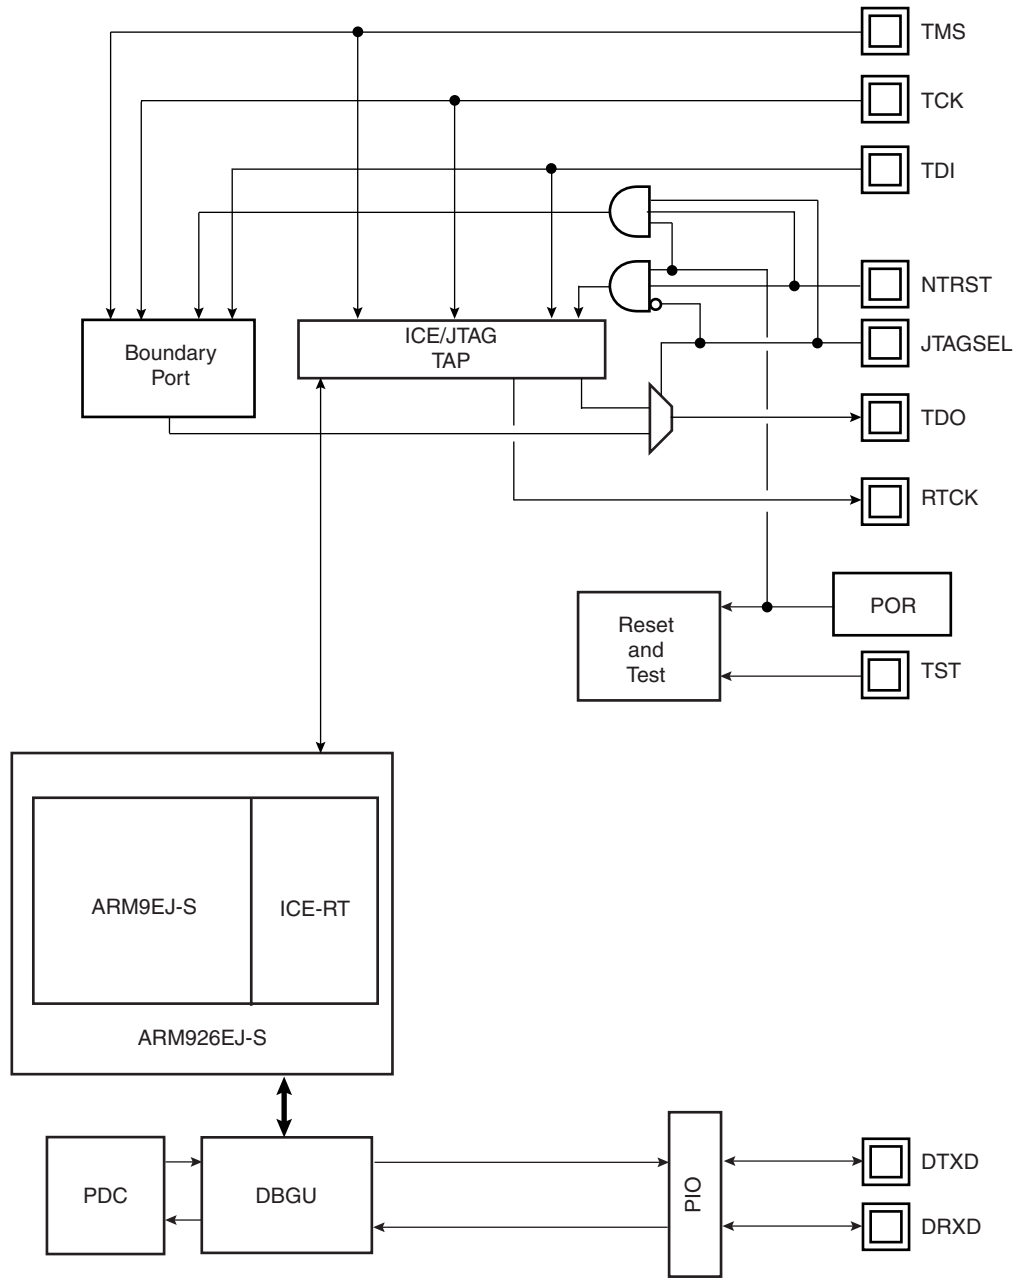 TMS
TCK
TDI
NTRST
ICE/JTAG
TAP
JTAGSEL
Boundary
Port
TDO
RTCK
POR
Reset
and
Test
TST
ARM9EJ-S
ICE-RT
ARM926EJ-S
PDC
DBGU
PIO
DTXD
DRXD